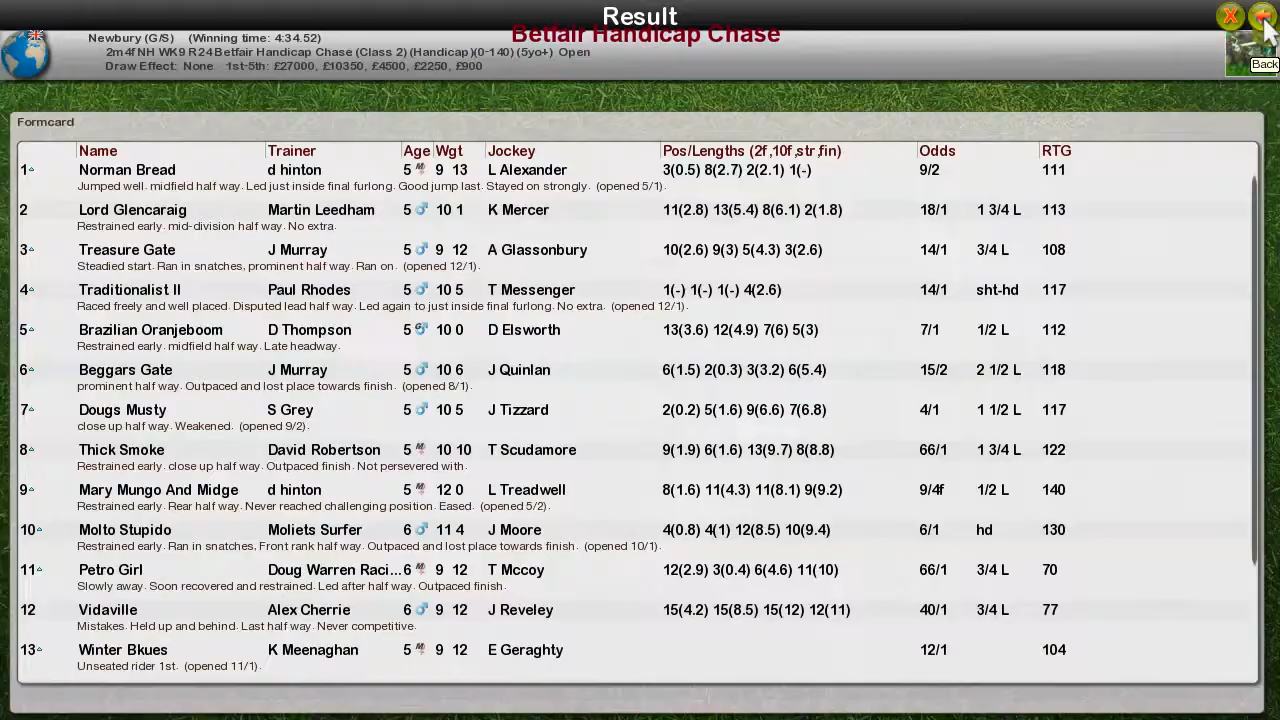 Result
Betfair Handicap Chase
Newbury (G/S) (Winning time: 4:34.52)
2m4f NH WK9 R24 Betfair Handicap Chase (Class 2) (Handicap)(0-140) (5yo+) Open
Draw Effect: None. 1st-5th: £27000, £10350, £4500, £2250, £900
Back
Formcard
Name Trainer Age Wgt Jockey Pos/Lengths (2f,10f,str,fin) Odds RTG
1 Norman Bread d hinton 5 9 13 L Alexander 3(0.5) 8(2.7) 2(2.1) 1(-) 9/2 111
Jumped well. midfield half way. Led just inside final furlong. Good jump last. Stayed on strongly. (opened 5/1).
2 Lord Glencaraig Martin Leedham 5 10 1 K Mercer 11(2.8) 13(5.4) 8(6.1) 2(1.8) 18/1 1 3/4 L 113
Restrained early. mid-division half way. No extra.
3 Treasure Gate J Murray 5 9 12 A Glassonbury 10(2.6) 9(3) 5(4.3) 3(2.6) 14/1 3/4 L 108
Steadied start. Ran in snatches, prominent half way. Ran on. (opened 12/1).
4 Traditionalist II Paul Rhodes 5 10 5 T Messenger 1(-) 1(-) 1(-) 4(2.6) 14/1 sht-hd 117
Raced freely and well placed. Disputed lead half way. Led again to just inside final furlong. No extra. (opened 12/1).
5 Brazilian Oranjeboom D Thompson 5 10 0 D Elsworth 13(3.6) 12(4.9) 7(6) 5(3) 7/1 1/2 L 112
Restrained early. midfield half way. Late headway.
6 Beggars Gate J Murray 5 10 6 J Quinlan 6(1.5) 2(0.3) 3(3.2) 6(5.4) 15/2 2 1/2 L 118
prominent half way. Outpaced and lost place towards finish. (opened 8/1).
7 Dougs Musty S Grey 5 10 5 J Tizzard 2(0.2) 5(1.6) 9(6.6) 7(6.8) 4/1 1 1/2 L 117
close up half way. Weakened. (opened 9/2).
8 Thick Smoke David Robertson 5 10 10 T Scudamore 9(1.9) 6(1.6) 13(9.7) 8(8.8) 66/1 1 3/4 L 122
Restrained early. close up half way. Outpaced finish. Not persevered with.
9 Mary Mungo And Midge d hinton 5 12 0 L Treadwell 8(1.6) 11(4.3) 11(8.1) 9(9.2) 9/4f 1/2 L 140
Restrained early. Rear half way. Never reached challenging position. Eased. (opened 5/2).
10 Molto Stupido Moliets Surfer 6 11 4 J Moore 4(0.8) 4(1) 12(8.5) 10(9.4) 6/1 hd 130
Restrained early. Ran in snatches, Front rank half way. Outpaced and lost place towards finish. (opened 10/1).
11 Petro Girl Doug Warren Raci... 6 9 12 T Mccoy 12(2.9) 3(0.4) 6(4.6) 11(10) 66/1 3/4 L 70
Slowly away. Soon recovered and restrained. Led after half way. Outpaced finish.
12 Vidaville Alex Cherrie 6 9 12 J Reveley 15(4.2) 15(8.5) 15(12) 12(11) 40/1 3/4 L 77
Mistakes. Held up and behind. Last half way. Never competitive.
13 Winter Bkues K Meenaghan 5 9 12 E Geraghty 12/1 104
Unseated rider 1st. (opened 11/1).